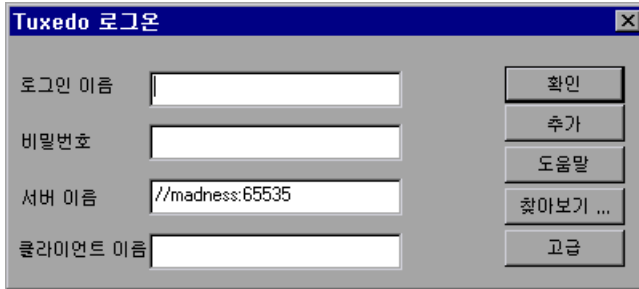 Tuxedo 로그온
로그인 이름
확인
비밀번호
추가
도움말
서버 이름 //madness:65535
찾아보기 ...
클라이언트 이름
고급